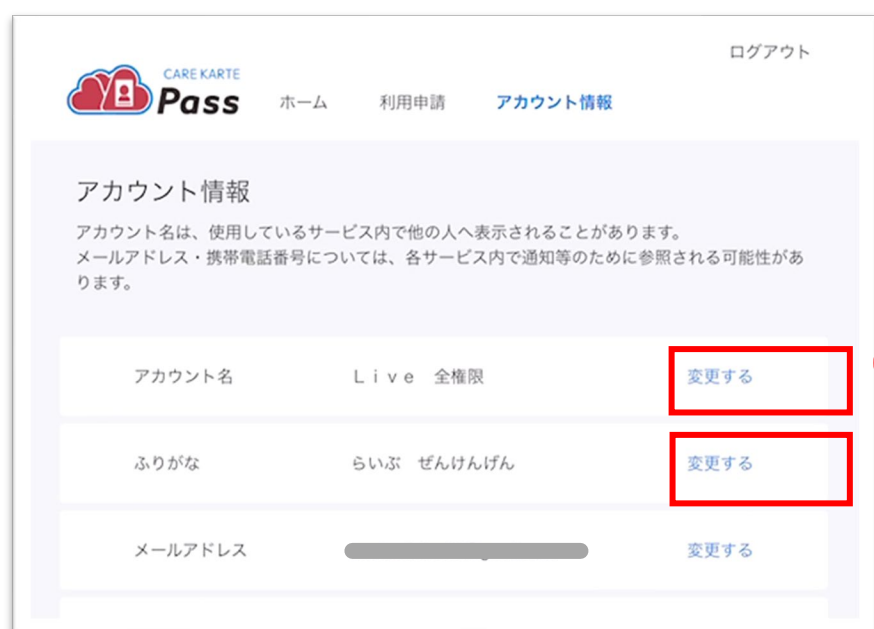 ログアウト
CARE KARTE
Pass
ホーム 利用申請 アカウント情報
アカウント情報
アカウント名は、使用しているサービス内で他の人へ表示されることがあります。
メールアドレス・携帯電話番号については、各サービス内で通知等のために参照される可能性があ
ります。
アカウント名 Ｌｉｖｅ　全権限 変更する
ふりがな らいぶ　ぜんけんげん 変更する
メールアドレス 変更する